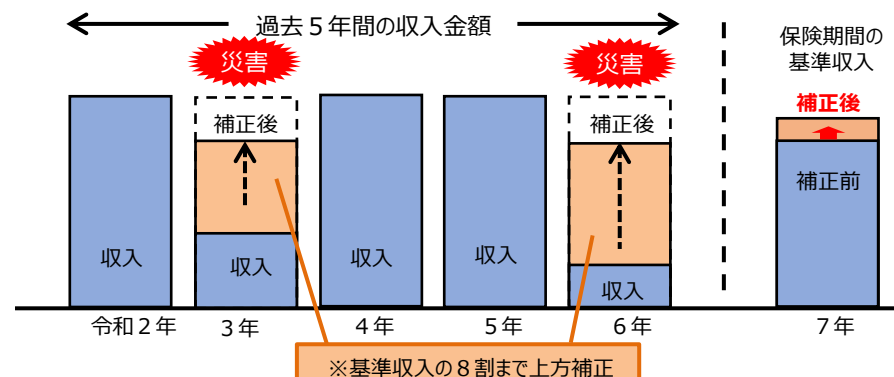 過去５年間の収入金額
災害
災害
保険期間の
基準収入
補正後
補正後
補正後
補正前
収入
収入
収入
収入
収入
令和２年
３年
４年
５年
６年
７年
※基準収入の８割まで上方補正